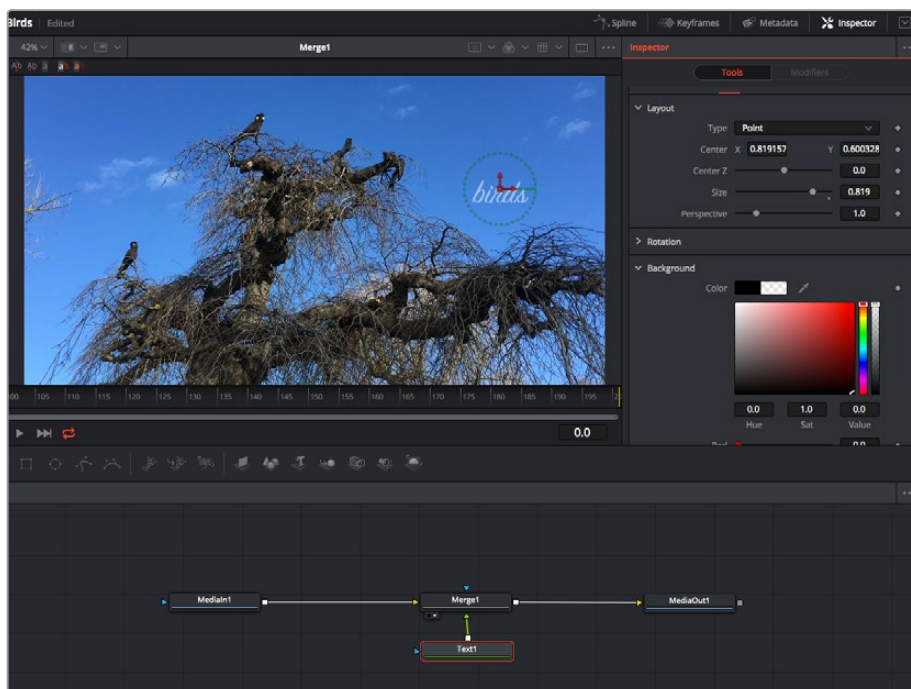 Birds Edited Spline Keyframes Metadata Inspector
42% Merge1 Inspector
Tools Modifiers
Layout
Type Point
Center X 0.819157 Y 0.600328
Center Z 0.0
Size 0.819
Perspective 1.0
Rotation
Background
Color
birds
0.0 1.0 0.0
Hue Sat Value
105 110 115 120 125 130 135 140 145 150 155 160 165 170 175 180 185 190 195
0.0
MediaIn1 Merge1 MediaOut1
Text1